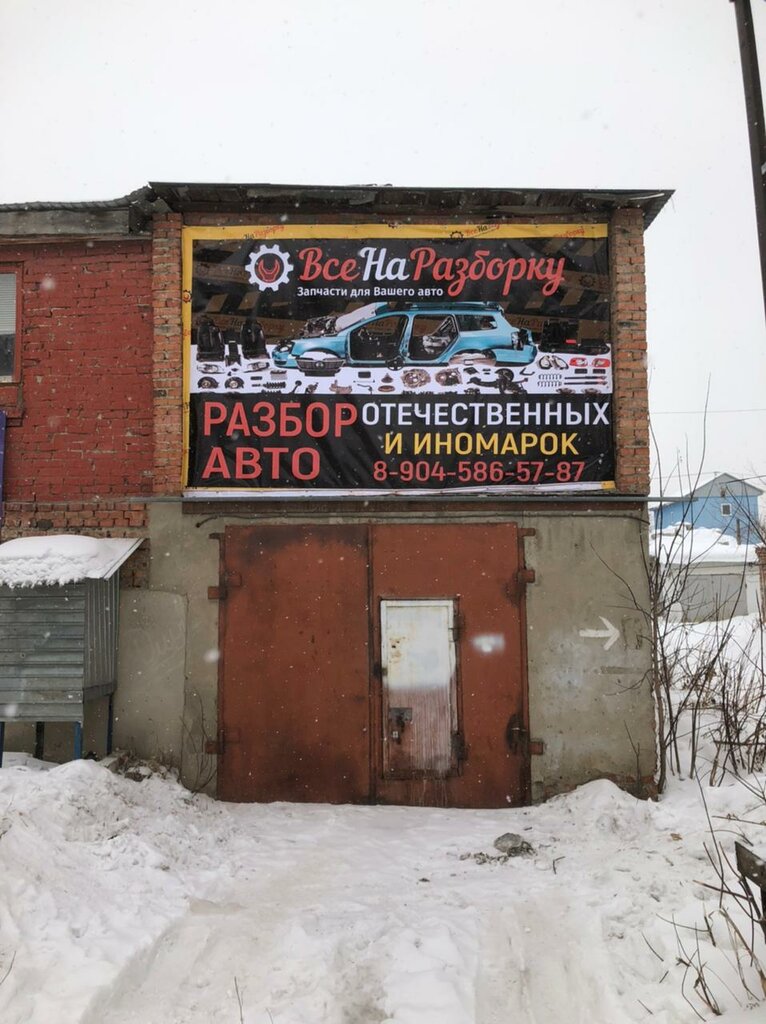 ВсеНаРазборку
Запчасти для Вашего авто
РАЗБОР ОТЕЧЕСТВЕННЫХ
АВТО И ИНОМАРОК
8-904-586-57-87